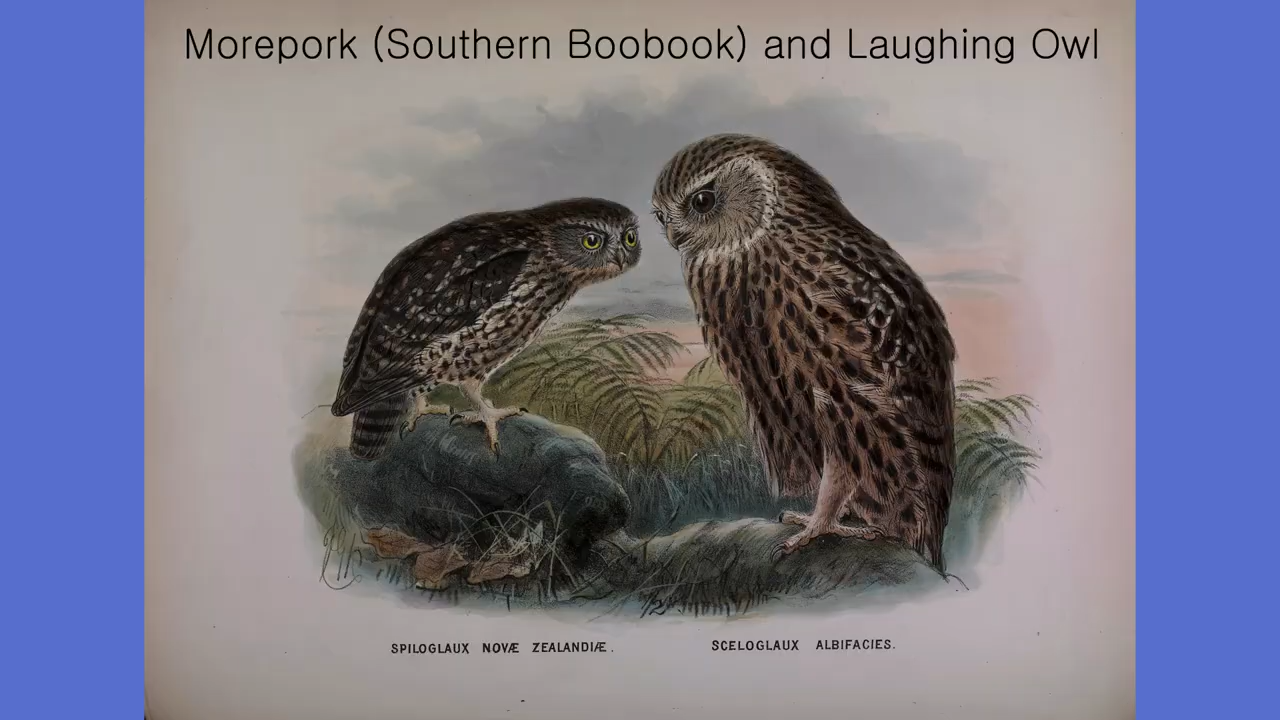 Morepork (Southern Boobook) and Laughing Owl
SPILOGLAUX NOVÆ ZEALANDIÆ.
SCELOGLAUX ALBIFACIES.